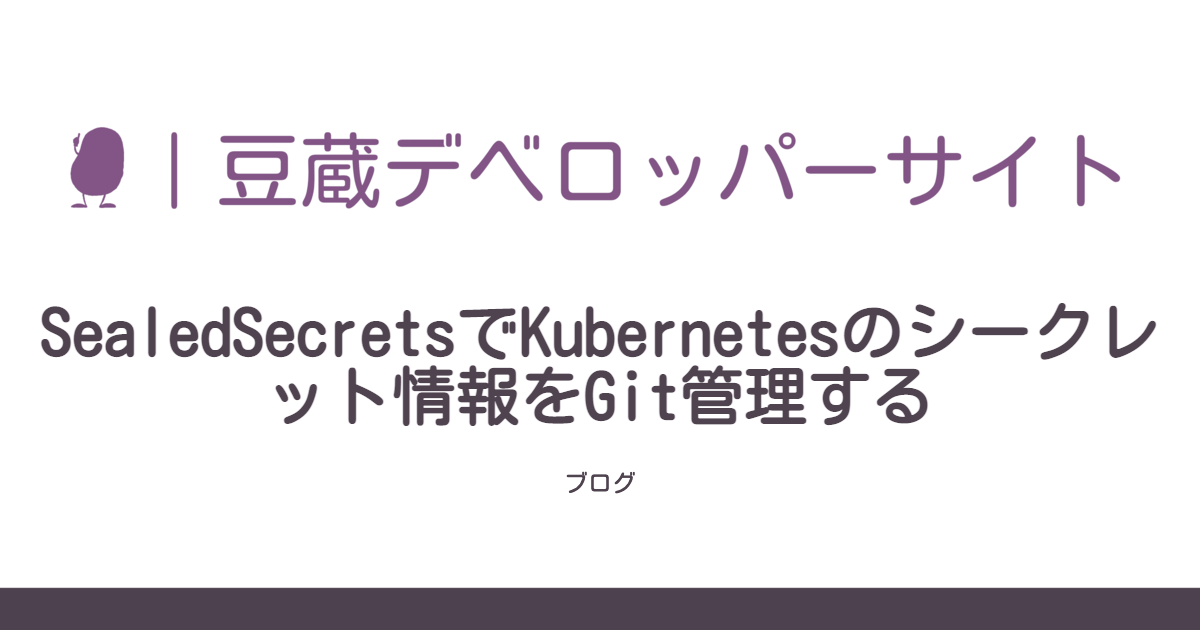 |豆蔵デベロッパーサイト
SealedSecretsでKubernetesのシークレ
ット情報をGit管理する
ブログ